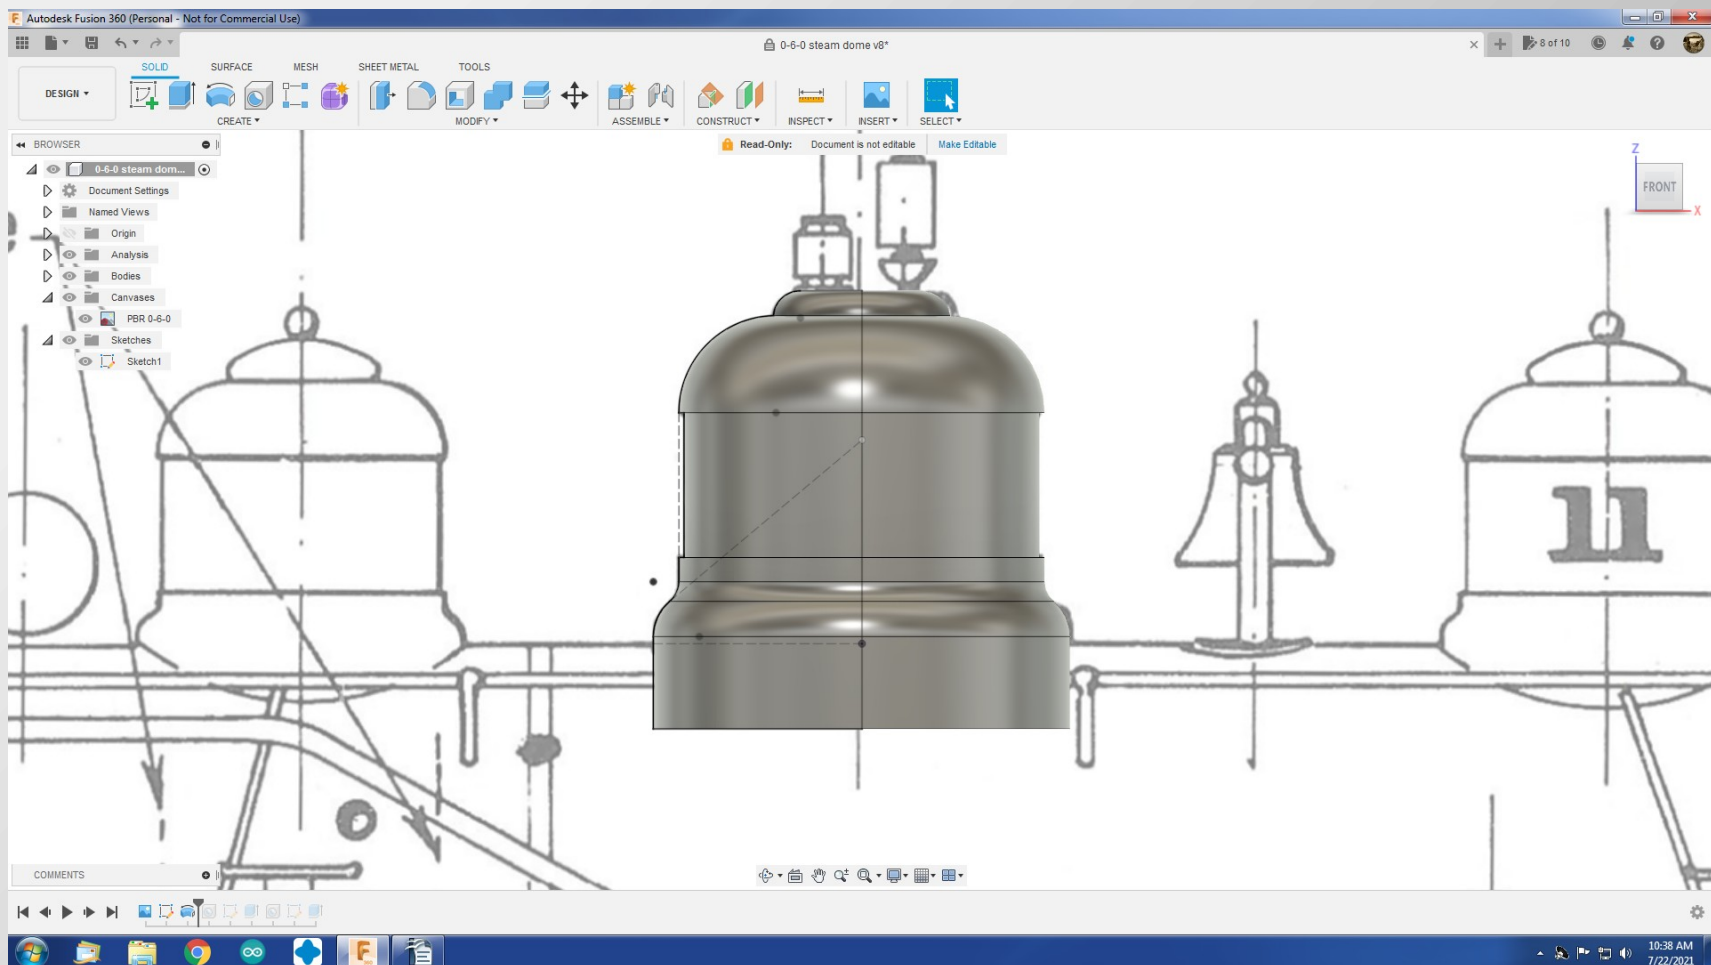 Autodesk Fusion 360 (Personal - Not for Commercial Use)
0-6-0 steam dome v8*
8 of 10
SOLID SURFACE MESH SHEET METAL TOOLS
DESIGN
CREATE MODIFY ASSEMBLE CONSTRUCT INSPECT INSERT SELECT
Read-Only: Document is not editable Make Editable
BROWSER
0-6-0 steam dom...
Document Settings
Named Views
Origin
Analysis
Bodies
Canvases
PBR 0-6-0
Sketches
Sketch1
Z
FRONT
X
11
COMMENTS
10:38 AM
7/22/2021